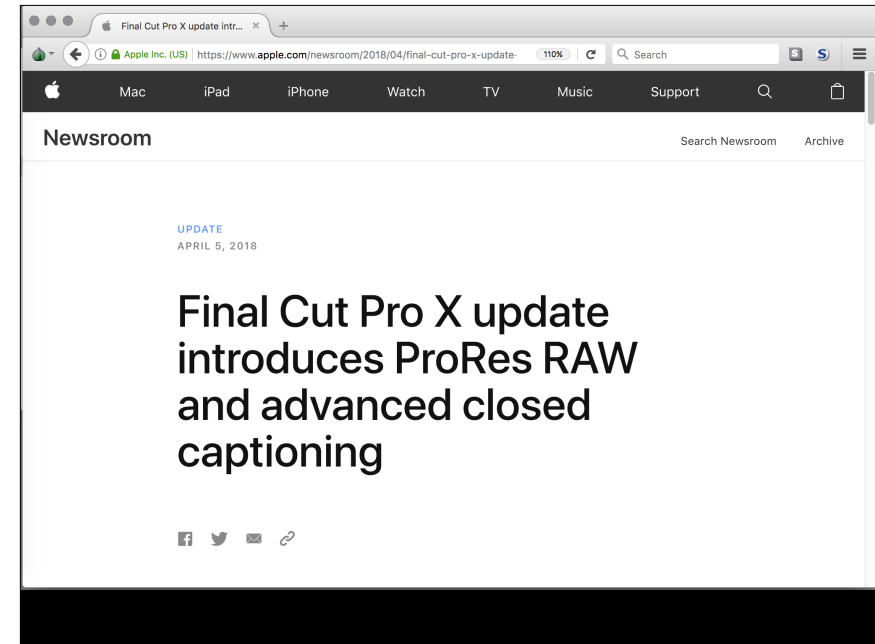 Final Cut Pro X update intr... × +
Apple Inc. (US) https://www.apple.com/newsroom/2018/04/final-cut-pro-x-update- 110% Search S S)
Mac iPad iPhone Watch TV Music Support
Newsroom Search Newsroom Archive
UPDATE
APRIL 5, 2018
Final Cut Pro X update
introduces ProRes RAW
and advanced closed
captioning